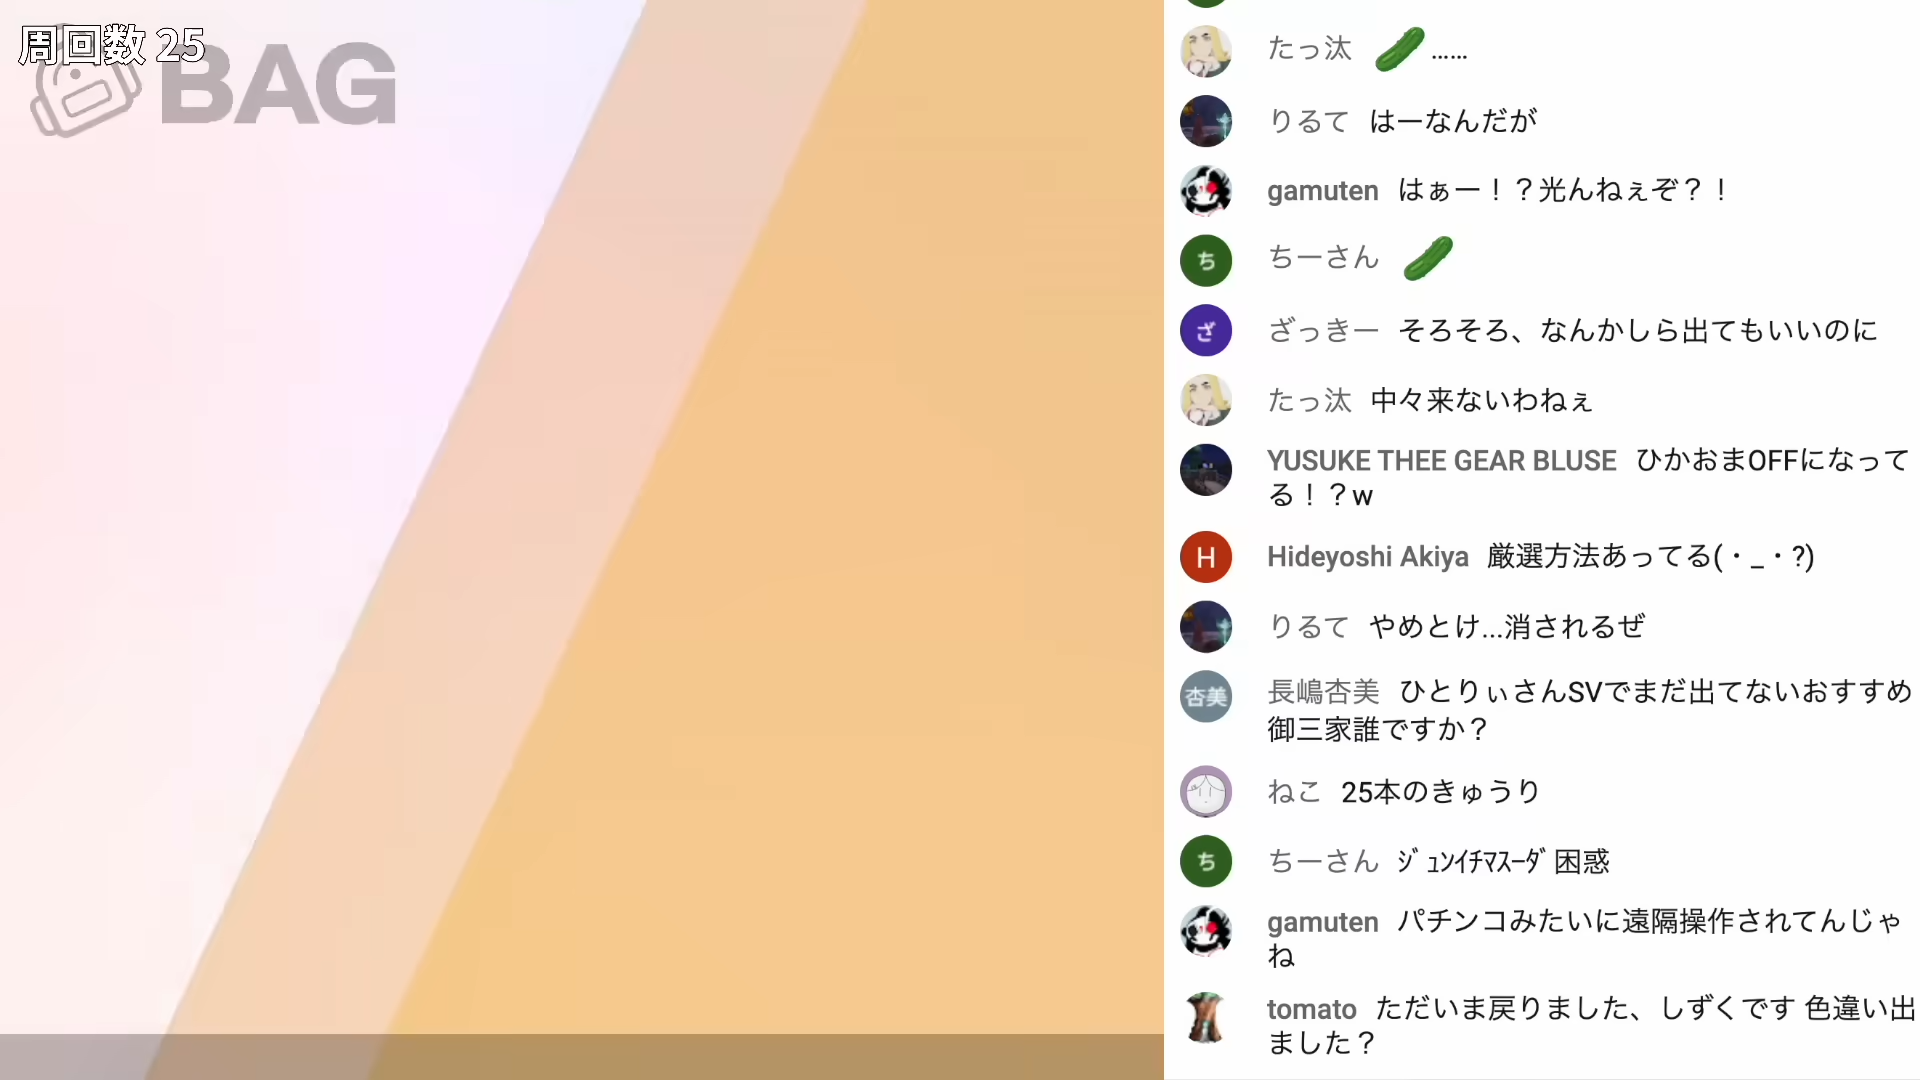 周回数 25
BAG
たっ汰 ......
りるて はーなんだが
gamuten はぁー！？光んねぇぞ？！
ち ちーさん
ざ ざっきー そろそろ、なんかしら出てもいいのに
たっ汰 中々来ないわねぇ
YUSUKE THEE GEAR BLUSE ひかおまOFFになって
る！？w
H Hideyoshi Akiya 厳選方法あってる(・_・?)
りるて やめとけ...消されるぜ
杏美 長嶋杏美 ひとりぃさんSVでまだ出てないおすすめ
御三家誰ですか？
ねこ 25本のきゅうり
ち ちーさん ｼﾞｭﾝｲﾁﾏｽｰﾀﾞ困惑
gamuten パチンコみたいに遠隔操作されてんじゃ
ね
tomato ただいま戻りました、しずくです 色違い出
ました？